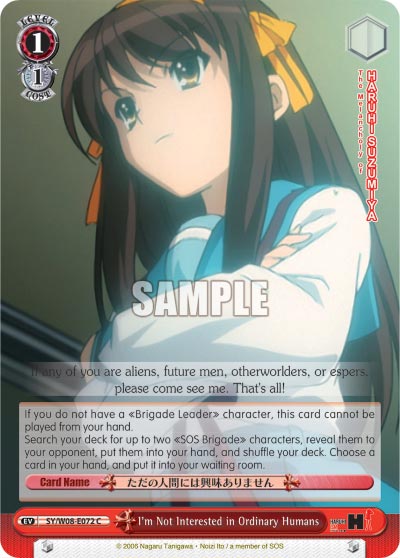 LEVEL
1
1
COST
The Melancholy of
HARUHI SUZUMIYA
SAMPLE
If any of you are aliens, future men, otherworlders, or espers,
please come see me. That's all!
If you do not have a «Brigade Leader» character, this card cannot be
played from your hand.
Search your deck for up to two «SOS Brigade» characters, reveal them to
your opponent, put them into your hand, and shuffle your deck. Choose a
card in your hand, and put it into your waiting room.
Card Name ただの人間には興味ありません
EV SY/W08-E072 C I'm Not Interested in Ordinary Humans
HARUHI H
© 2006 Nagaru Tanigawa • Noizi Ito / a member of SOS